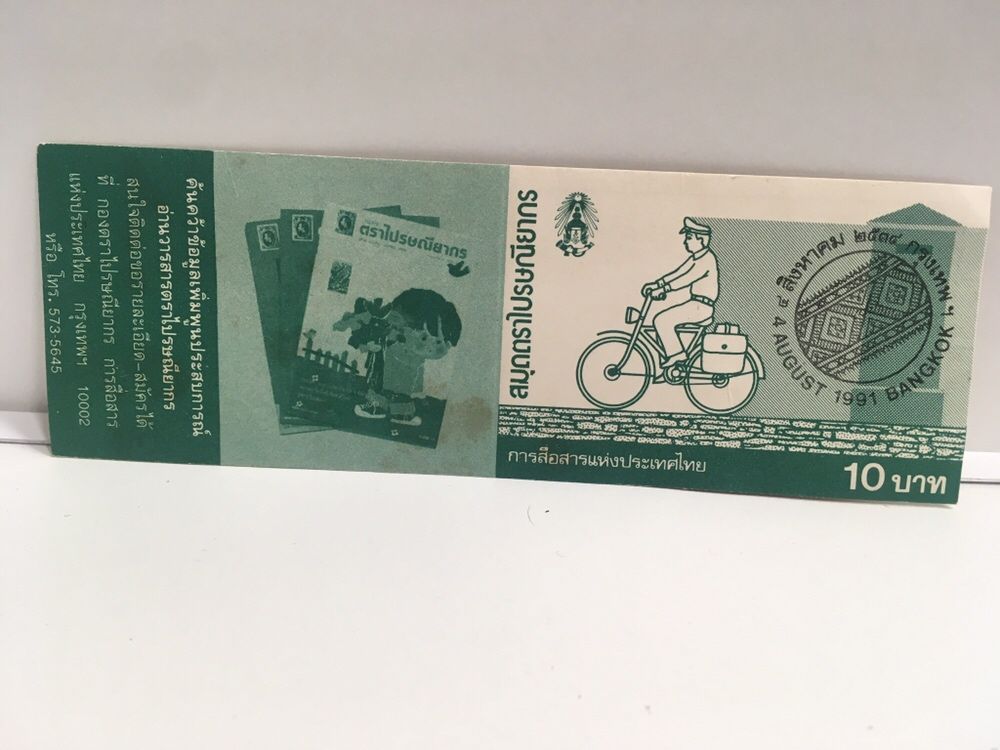 ค้นคว้าข้อมูลเพิ่มพูนประสบการณ์
อ่านวารสารตราไปรษณียากร
สนใจติดต่อขอรายละเอียด-สมัครได้
ที่ กองตราไปรษณียากร การสื่อสาร
แห่งประเทศไทย กรุงเทพฯ 10002
หรือ โทร. 573-5645
ตราไปรษณียากร
สมุดตราไปรษณียากร
๔ สิงหาคม ๒๕๓๔ กรุงเทพ ฯ
4 AUGUST 1991 BANGKOK
การสื่อสารแห่งประเทศไทย
10 บาท